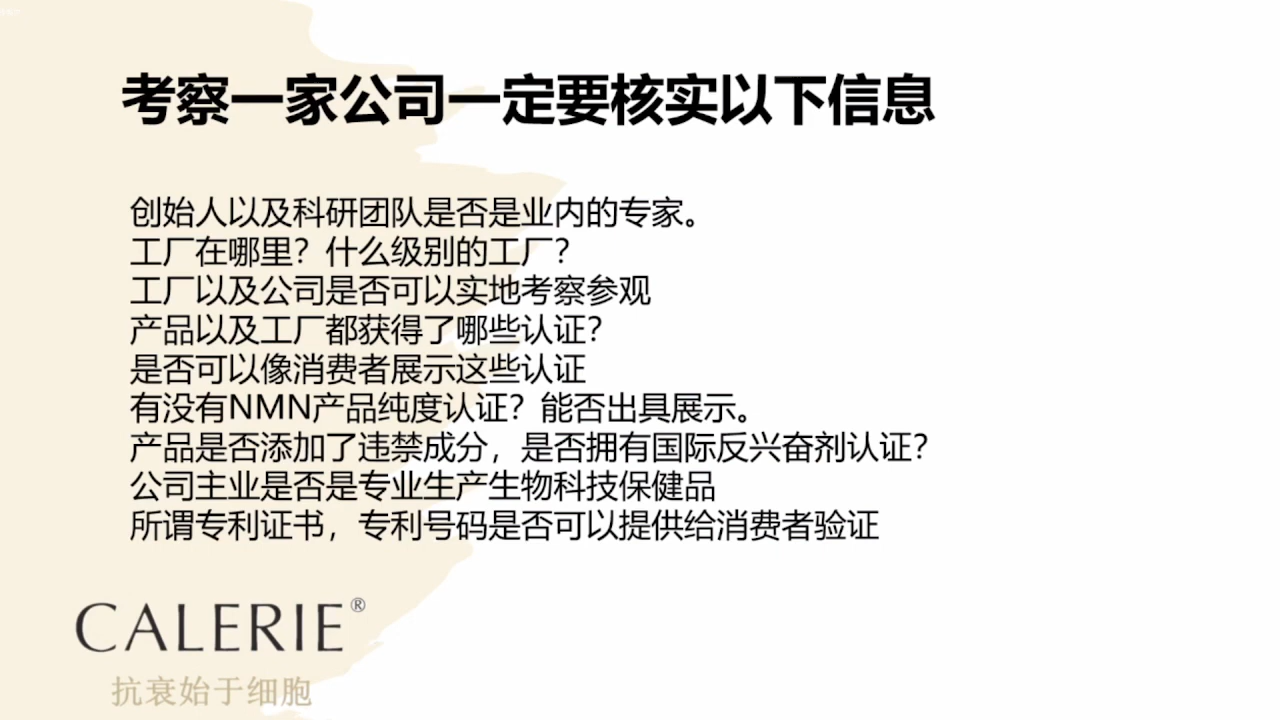 考察一家公司一定要核实以下信息
创始人以及科研团队是否是业内的专家。
工厂在哪里？什么级别的工厂？
工厂以及公司是否可以实地考察参观
产品以及工厂都获得了哪些认证？
是否可以像消费者展示这些认证
有没有NMN产品纯度认证？能否出具展示。
产品是否添加了违禁成分，是否拥有国际反兴奋剂认证？
公司主业是否是专业生产生物科技保健品
所谓专利证书，专利号码是否可以提供给消费者验证
CALERIE®
抗衰始于细胞